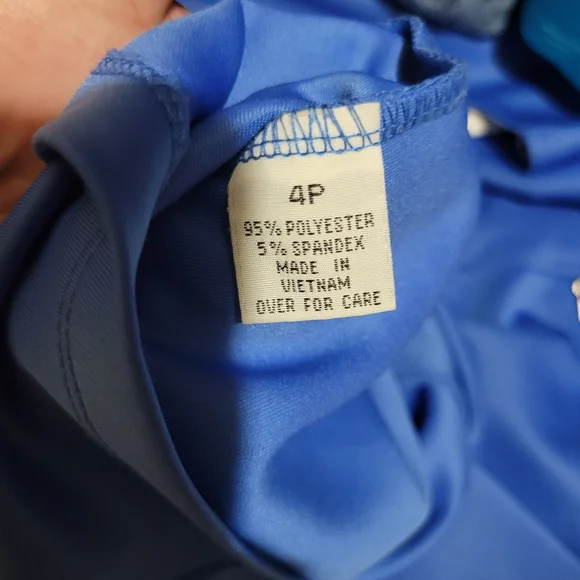 4P
95% POLYESTER
5% SPANDEX
MADE IN
VIETNAM
OVER FOR CARE